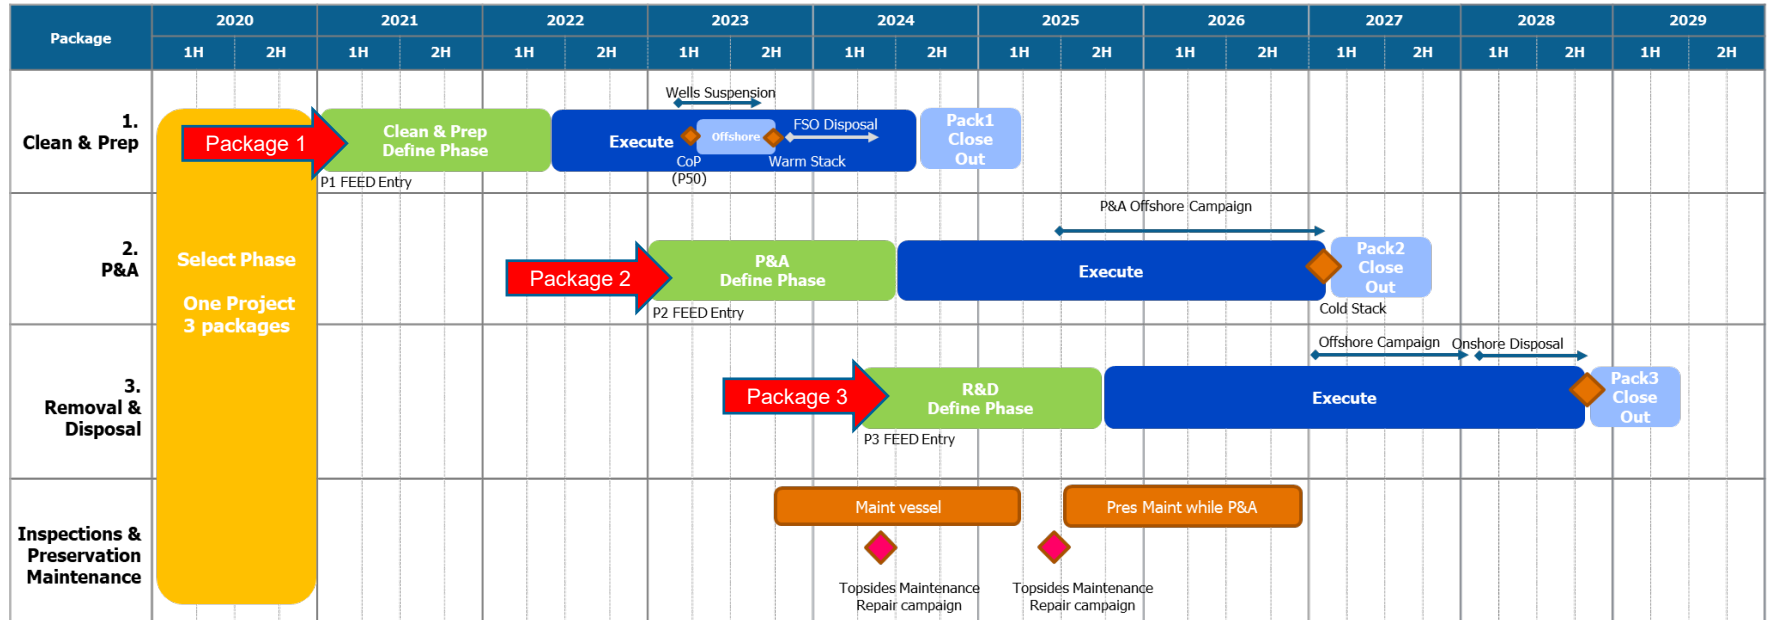 Package
2020 2021 2022 2023 2024 2025 2026 2027 2028 2029
1H 2H 1H 2H 1H 2H 1H 2H 1H 2H 1H 2H 1H 2H 1H 2H 1H 2H 1H 2H
1.
Clean & Prep
Package 1
Clean & Prep
Define Phase
P1 FEED Entry
Wells Suspension
Execute
Offshore
CoP
(P50)
FSO Disposal
Warm Stack
Pack1
Close
Out
Select Phase
One Project
3 packages
2.
P&A
Package 2
P&A
Define Phase
P2 FEED Entry
P&A Offshore Campaign
Execute
Cold Stack
Pack2
Close
Out
3.
Removal &
Disposal
Package 3
R&D
Define Phase
P3 FEED Entry
Offshore Campaign
Onshore Disposal
Execute
Pack3
Close
Out
Inspections &
Preservation
Maintenance
Maint vessel
Pres Maint while P&A
Topsides Maintenance
Repair campaign
Topsides Maintenance
Repair campaign